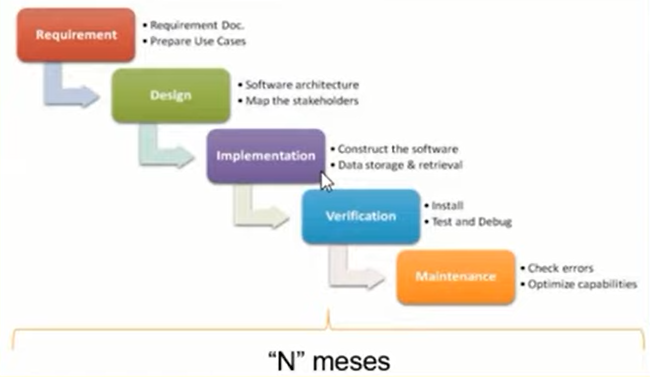 Requirement
▪ Requirement Doc.
▪ Prepare Use Cases
Design
▪ Software architecture
▪ Map the stakeholders
Implementation
▪ Construct the software
▪ Data storage & retrieval
Verification
▪ Install
▪ Test and Debug
Maintenance
▪ Check errors
▪ Optimize capabilities
“N” meses